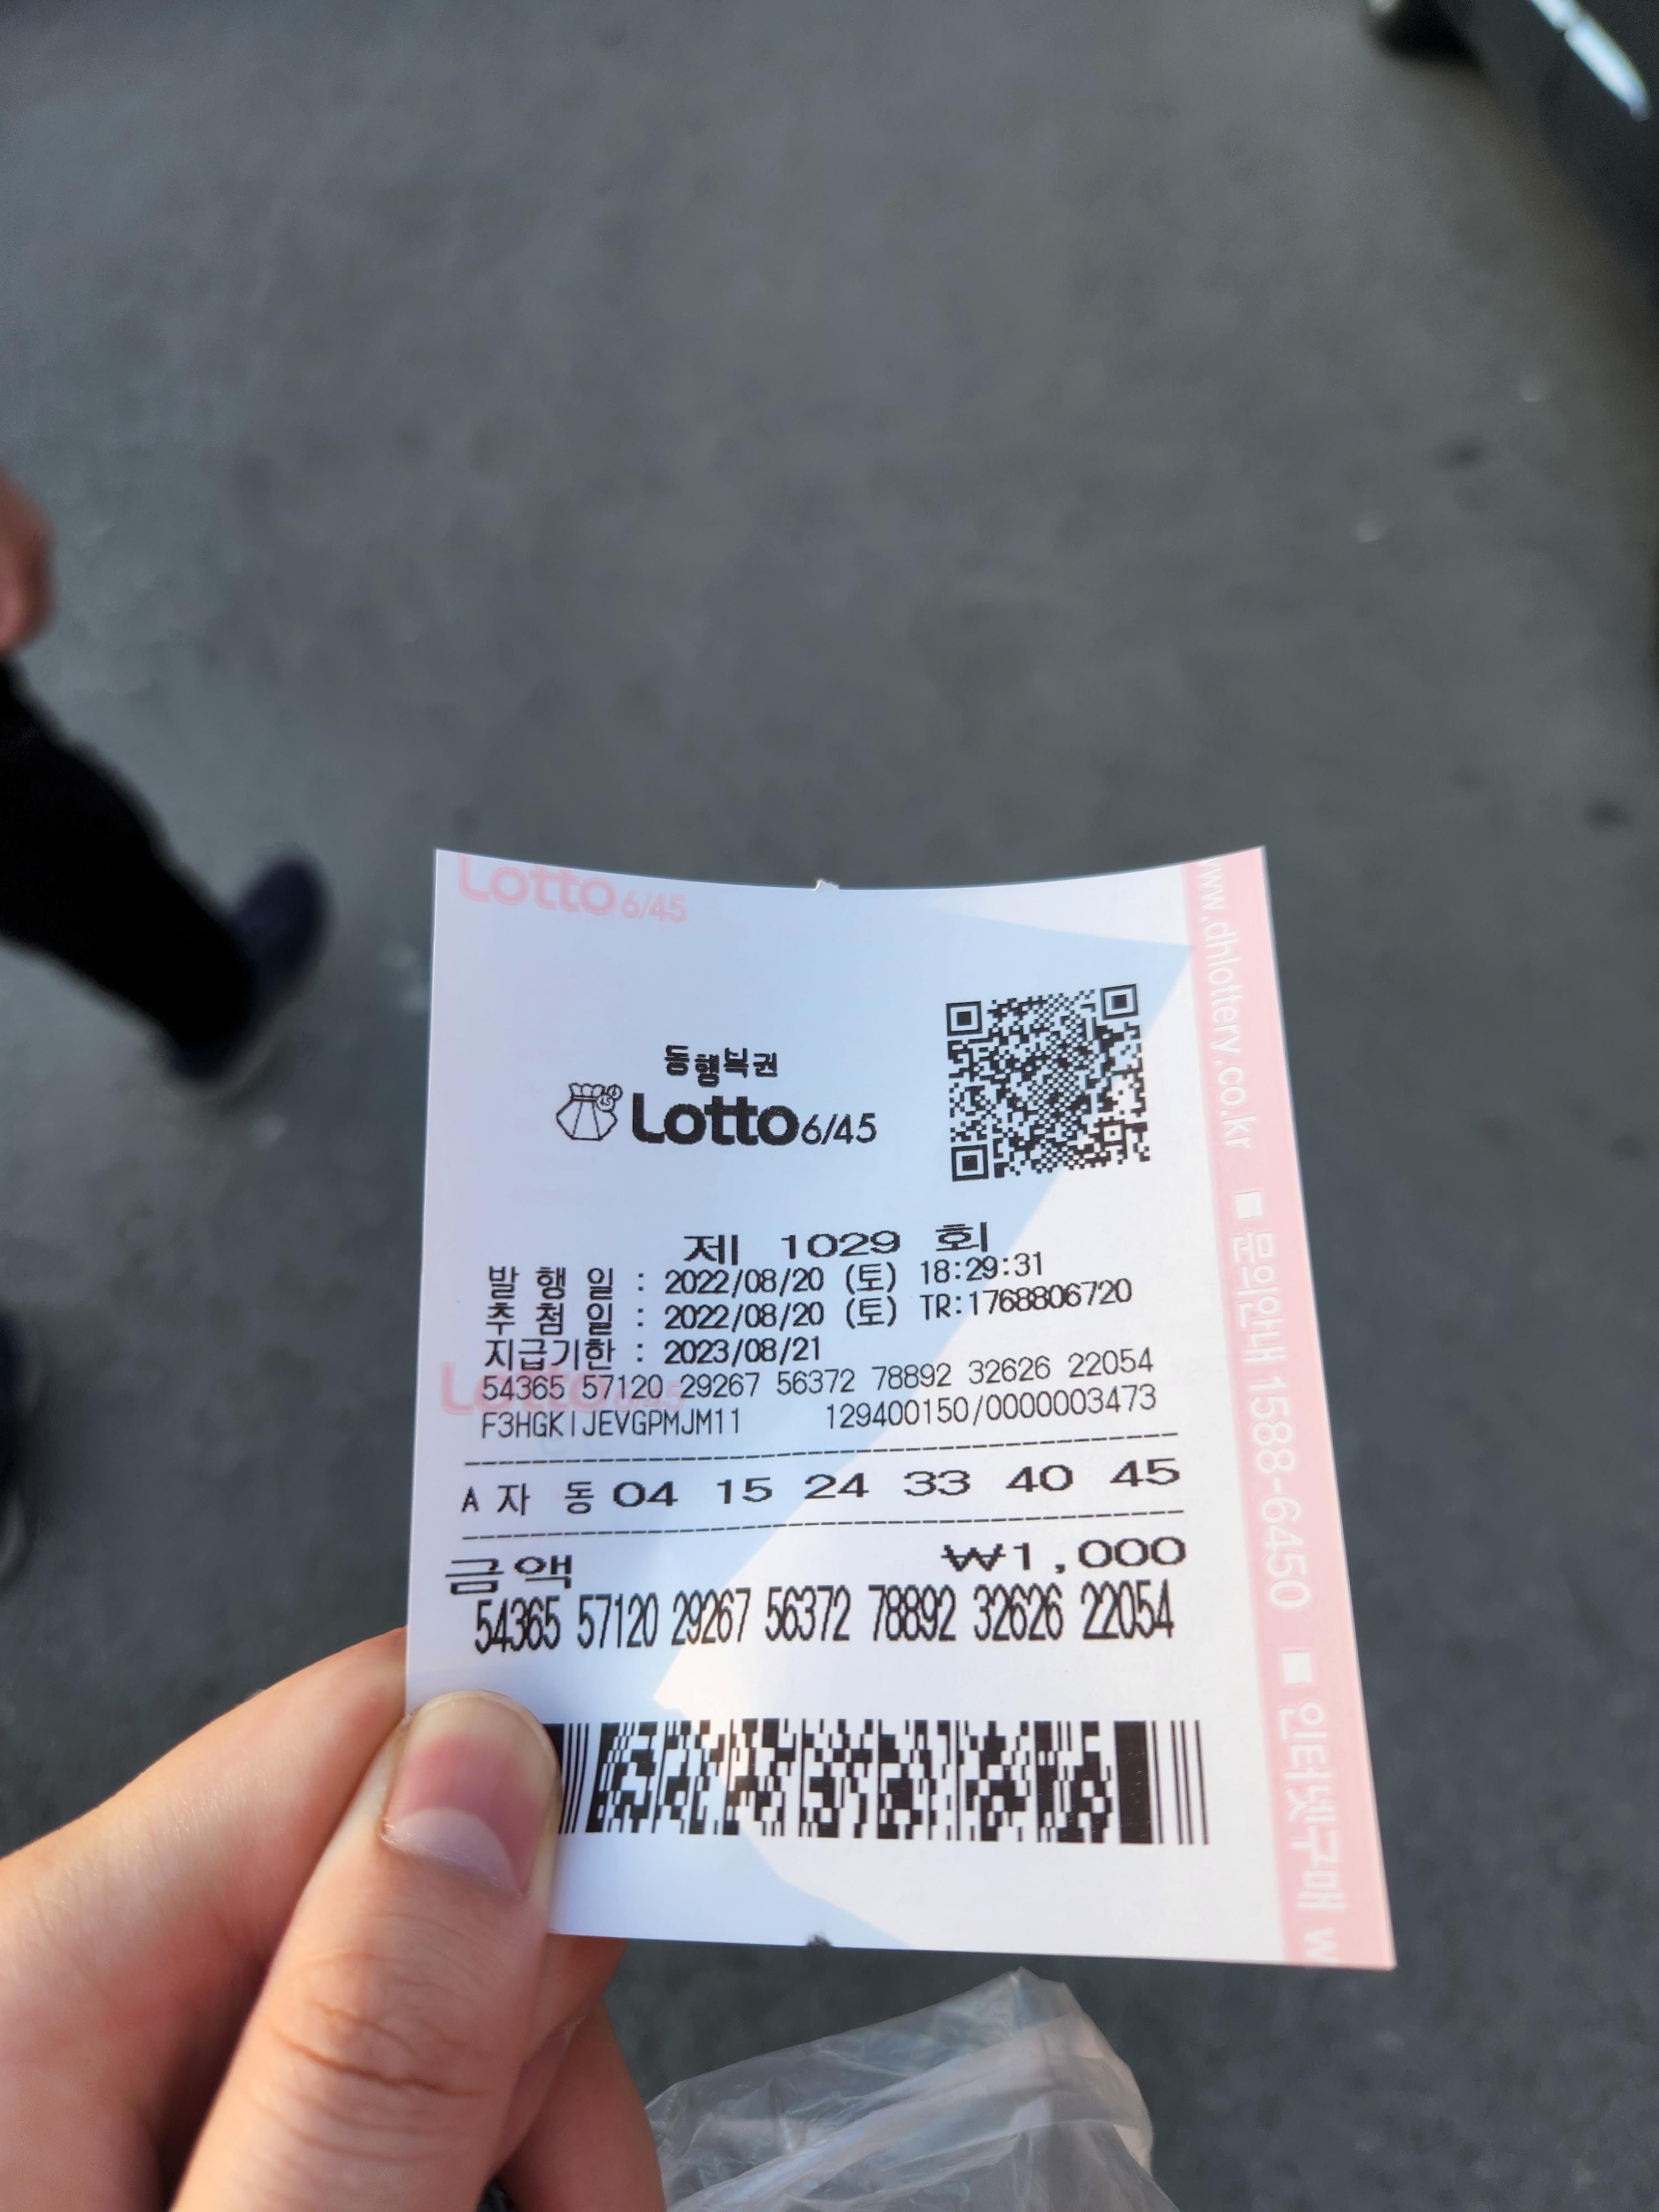 Lotto 6/45
동행복권
Lotto 6/45
제 1029 회
발 행 일 : 2022/08/20 (토) 18:29:31
추 첨 일 : 2022/08/20 (토) TR:1768806720
지급기한 : 2023/08/21
Lotto 6/45
54365 57120 29267 56372 78892 32626 22054
F3HGKIJEVGPMJM11 129400150/0000003473
A 자 동 04 15 24 33 40 45
금액 ₩1,000
54365 57120 29267 56372 78892 32626 22054
www.dhlottery.co.kr ■ 문의안내 1588-6450 ■ 인터넷구매 w